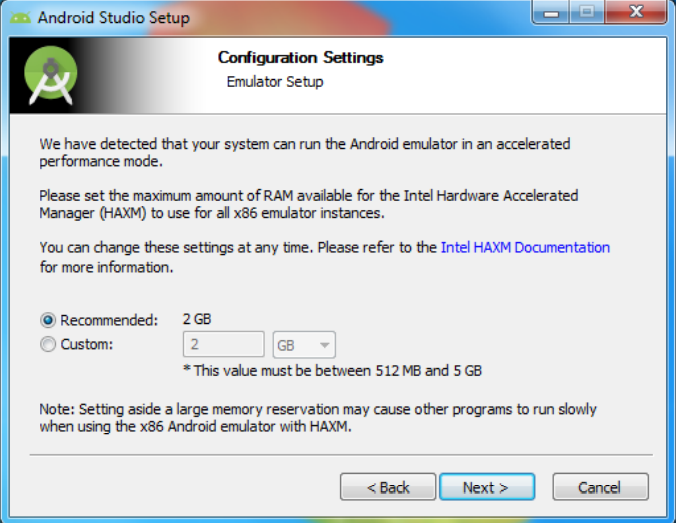 Android Studio Setup
Configuration Settings
Emulator Setup
We have detected that your system can run the Android emulator in an accelerated
performance mode.
Please set the maximum amount of RAM available for the Intel Hardware Accelerated
Manager (HAXM) to use for all x86 emulator instances.
You can change these settings at any time. Please refer to the Intel HAXM Documentation
for more information.
Recommended: 2 GB
Custom: 2 GB
* This value must be between 512 MB and 5 GB
Note: Setting aside a large memory reservation may cause other programs to run slowly
when using the x86 Android emulator with HAXM.
< Back Next > Cancel